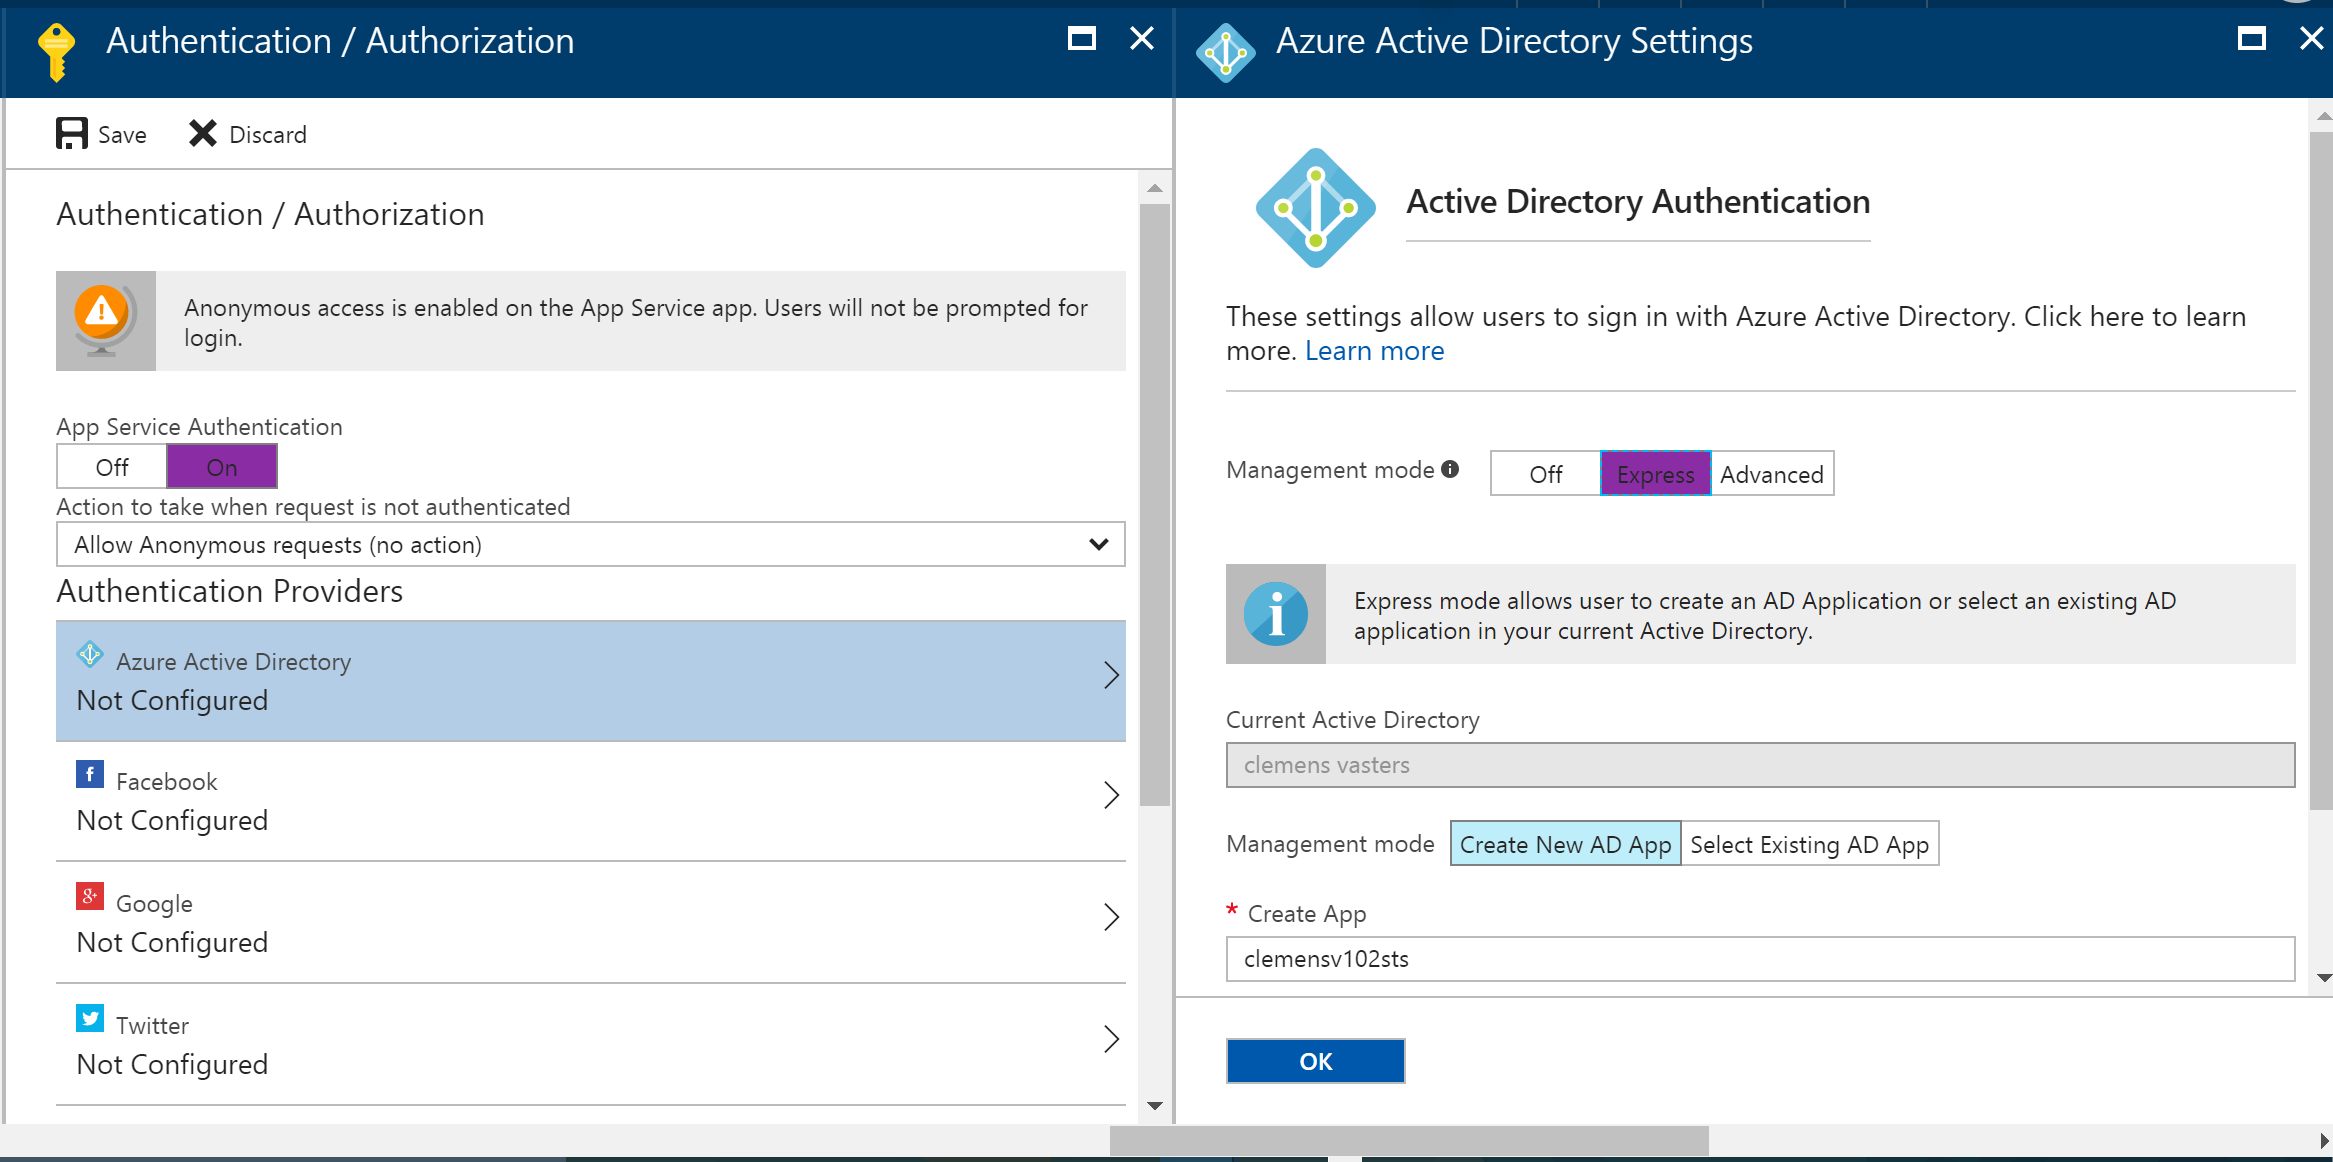 Authentication / Authorization
Save
Discard
Authentication / Authorization
Anonymous access is enabled on the App Service app. Users will not be prompted for
login.
App Service Authentication
Off
On
Action to take when request is not authenticated
Allow Anonymous requests (no action)
Authentication Providers
Azure Active Directory
Not Configured
f
Facebook
Not Configured
g+
Google
Not Configured
Twitter
Not Configured
Azure Active Directory Settings
Active Directory Authentication
These settings allow users to sign in with Azure Active Directory. Click here to learn
more. Learn more
Management mode
Off
Express
Advanced
Express mode allows user to create an AD Application or select an existing AD
application in your current Active Directory.
Current Active Directory
clemens vasters
Management mode
Create New AD App
Select Existing AD App
* Create App
clemensv102sts
OK